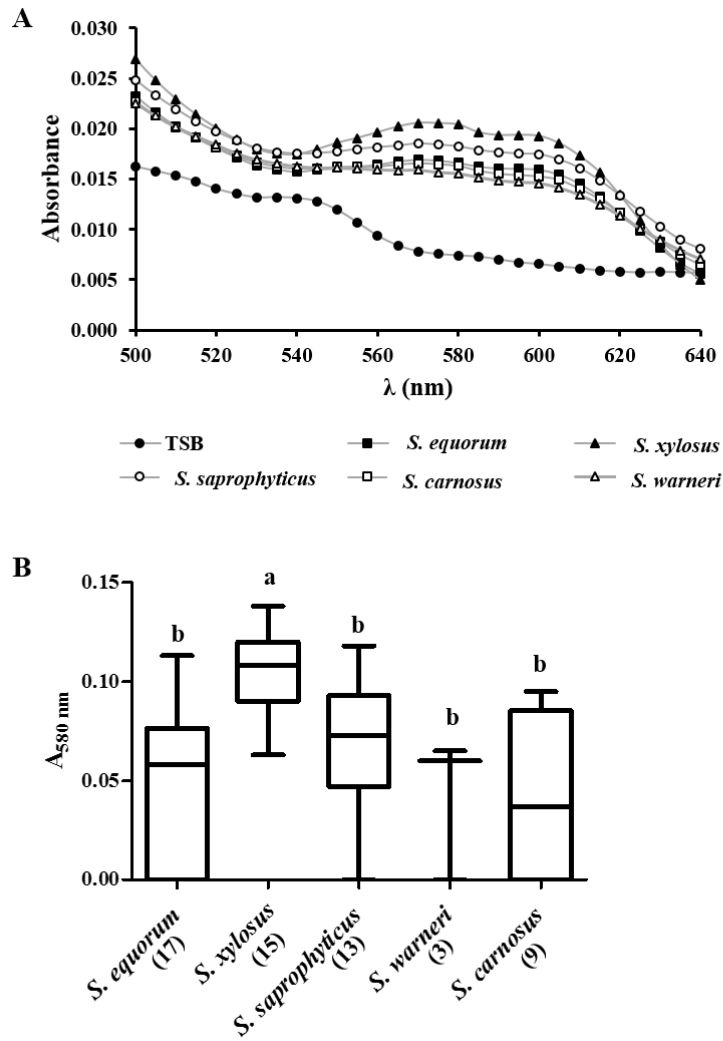 A
Absorbance
0.030
0.025
0.020
0.015
0.010
0.005
0.000
500 520 540 560 580 600 620 640
λ (nm)
TSB S. equorum S. xylosus
S. saprophyticus S. carnosus S. warneri
B
A580 nm
0.15
0.10
0.05
0.00
b a b b b
S. equorum
(17)
S. xylosus
(15)
S. saprophyticus
(13)
S. warneri
(3)
S. carnosus
(9)